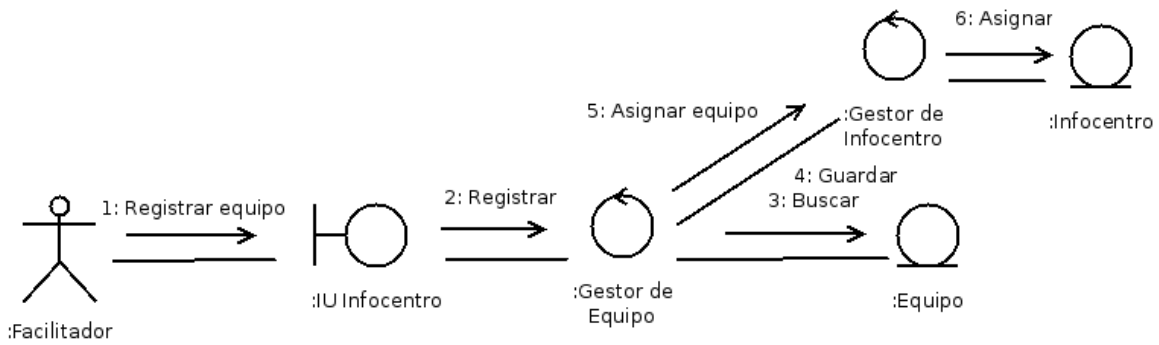 6: Asignar
5: Asignar equipo
:Gestor de
Infocentro
:Infocentro
4: Guardar
3: Buscar
1: Registrar equipo
2: Registrar
:IU Infocentro
:Gestor de
Equipo
:Equipo
:Facilitador